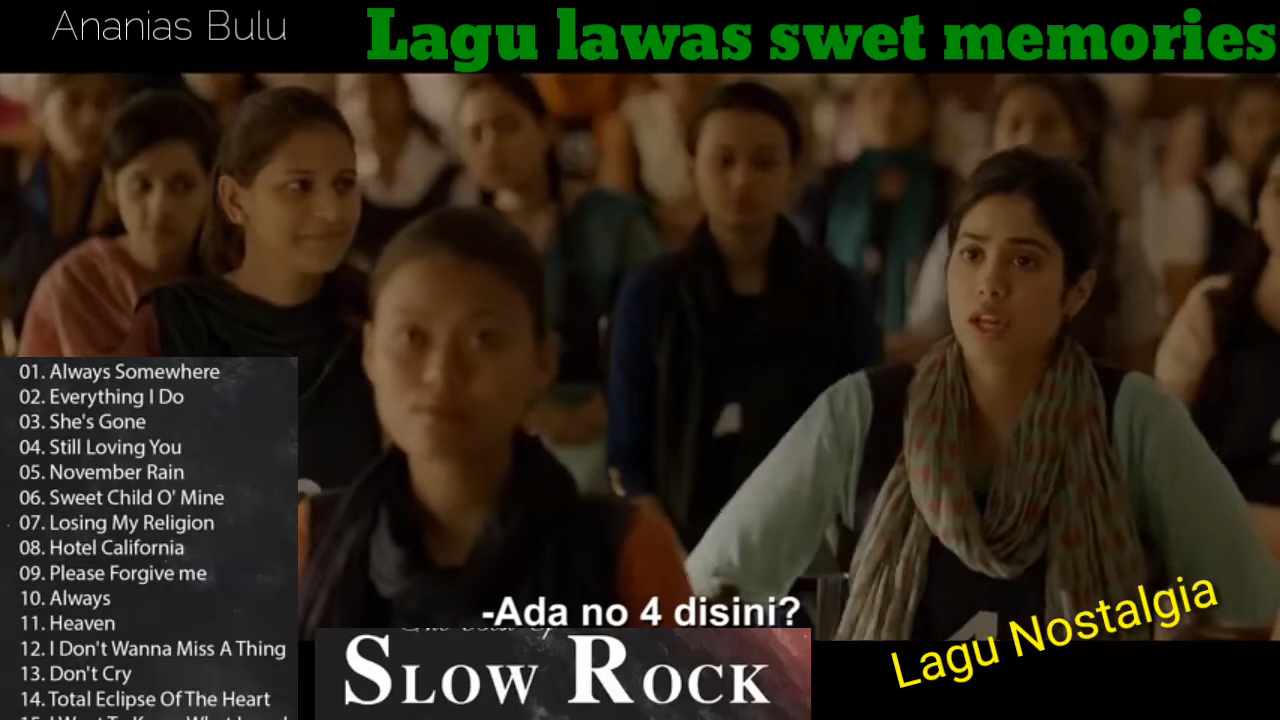 Ananias Bulu
Lagu lawas swet memories
01. Always Somewhere
02. Everything I Do
03. She's Gone
04. Still Loving You
05. November Rain
06. Sweet Child O' Mine
07. Losing My Religion
08. Hotel California
09. Please Forgive me
10. Always
11. Heaven
12. I Don't Wanna Miss A Thing
13. Don't Cry
14. Total Eclipse Of The Heart
-Ada no 4 disini?
SLOW ROCK
Lagu Nostalgia